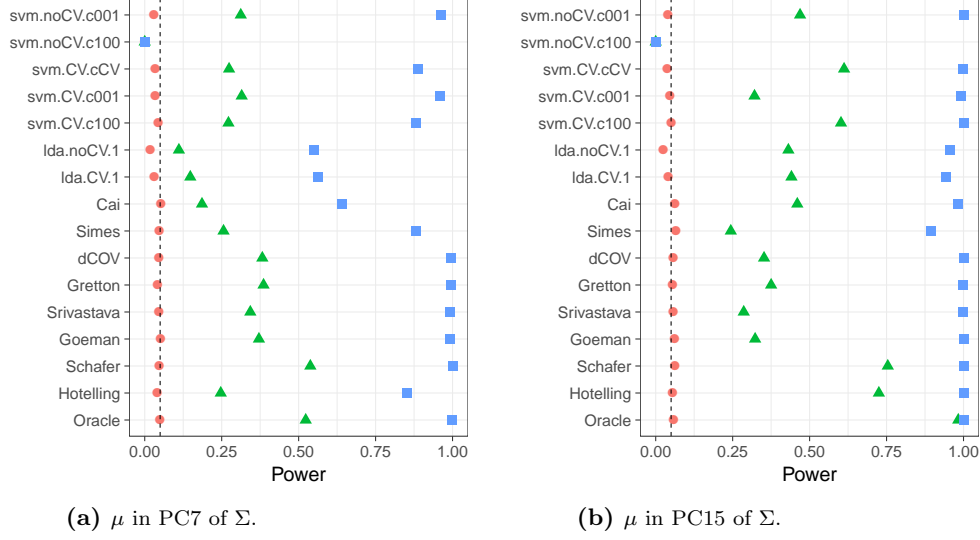 svm.noCV.c001
svm.noCV.c100
svm.CV.cCV
svm.CV.c001
svm.CV.c100
lda.noCV.1
lda.CV.1
Cai
Simes
dCOV
Gretton
Srivastava
Goeman
Schafer
Hotelling
Oracle
0.00 0.25 0.50 0.75 1.00
Power
(a) μ in PC7 of Σ.
svm.noCV.c001
svm.noCV.c100
svm.CV.cCV
svm.CV.c001
svm.CV.c100
lda.noCV.1
lda.CV.1
Cai
Simes
dCOV
Gretton
Srivastava
Goeman
Schafer
Hotelling
Oracle
0.00 0.25 0.50 0.75 1.00
Power
(b) μ in PC15 of Σ.